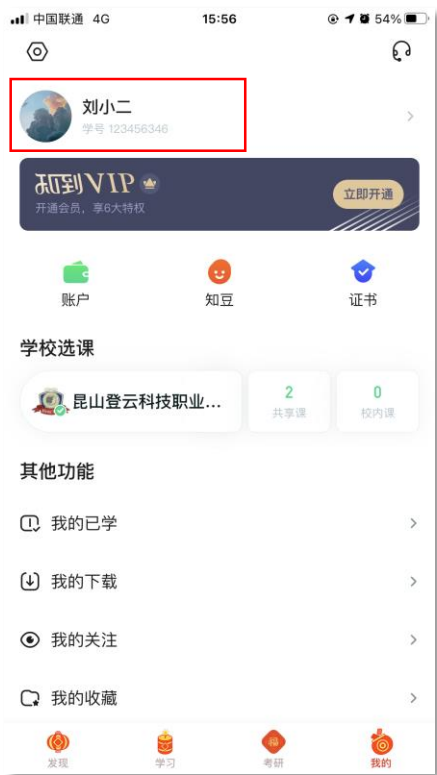 中国联通 4G 15:56 54%
刘小二
学号 123456346
知到VIP
开通会员，享6大特权
立即开通
账户 知豆 证书
学校选课
昆山登云科技职业... 2 0
共享课 校内课
其他功能
我的已学
我的下载
我的关注
我的收藏
福
发现 学习 考研 我的